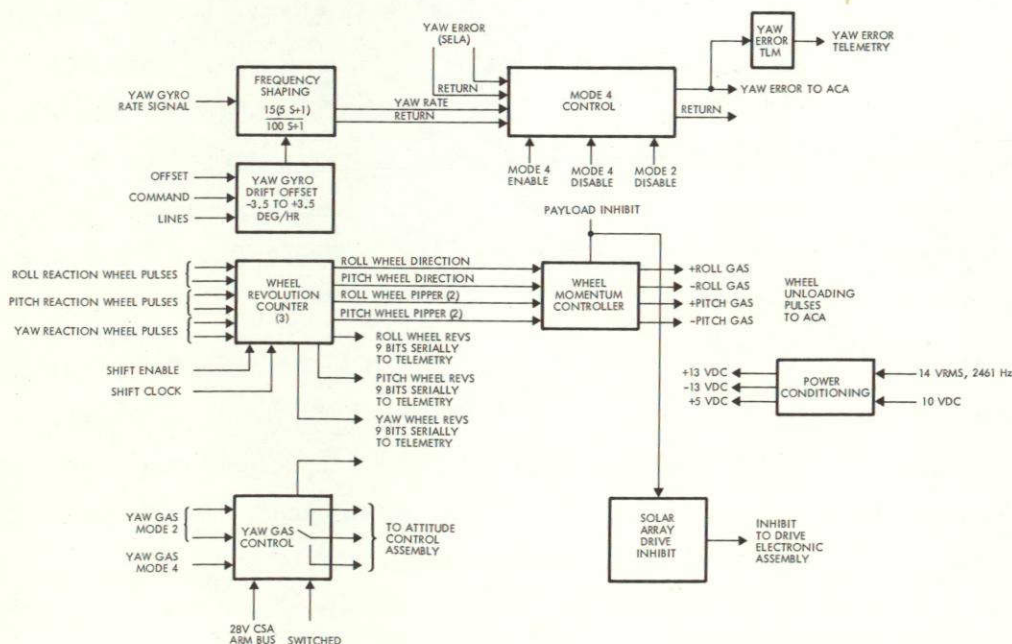 YAW ERROR
(SELA)
YAW
ERROR
TLM
YAW ERROR
TELEMETRY
YAW GYRO
RATE SIGNAL
FREQUENCY
SHAPING
15(5 S+1)
100 S+1
RETURN
YAW RATE
RETURN
MODE 4
CONTROL
YAW ERROR TO ACA
RETURN
MODE 4
ENABLE
MODE 4
DISABLE
MODE 2
DISABLE
OFFSET
COMMAND
LINES
YAW GYRO
DRIFT OFFSET
-3.5 TO +3.5
DEG/HR
PAYLOAD INHIBIT
ROLL REACTION WHEEL PULSES
PITCH REACTION WHEEL PULSES
YAW REACTION WHEEL PULSES
WHEEL
REVOLUTION
COUNTER
(3)
ROLL WHEEL DIRECTION
PITCH WHEEL DIRECTION
ROLL WHEEL PIPPER (2)
PITCH WHEEL PIPPER (2)
WHEEL
MOMENTUM
CONTROLLER
+ROLL GAS
-ROLL GAS
+PITCH GAS
-PITCH GAS
WHEEL
UNLOADING
PULSES
TO ACA
SHIFT ENABLE
SHIFT CLOCK
ROLL WHEEL REVS
9 BITS SERIALLY
TO TELEMETRY
PITCH WHEEL REVS
9 BITS SERIALLY
TO TELEMETRY
YAW WHEEL REVS
9 BITS SERIALLY
TO TELEMETRY
+13 VDC
-13 VDC
+5 VDC
POWER
CONDITIONING
14 VRMS, 2461 Hz
10 VDC
YAW GAS
MODE 2
YAW GAS
MODE 4
YAW GAS
CONTROL
TO ATTITUDE
CONTROL
ASSEMBLY
SOLAR
ARRAY
DRIVE
INHIBIT
INHIBIT
TO DRIVE
ELECTRONIC
ASSEMBLY
28V CSA
ARM BUS
SWITCHED